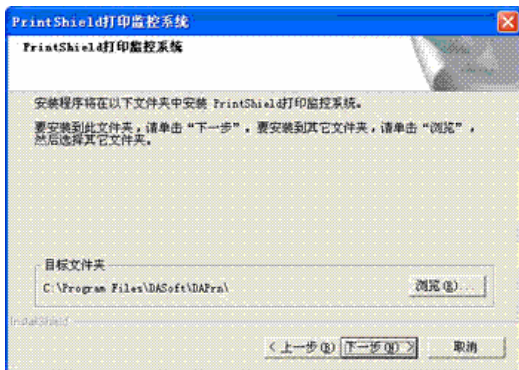 PrintShield打印监控系统
PrintShield打印监控系统
安装程序将在以下文件夹中安装 PrintShield打印监控系统。
要安装到此文件夹，请单击“下一步”。要安装到其它文件夹，请单击“浏览”，
然后选择其它文件夹。
目标文件夹
C:\Program Files\DASoft\DAPrn\
浏览(R)...
InstallShield
< 上一步(B)
下一步(N) >
取消